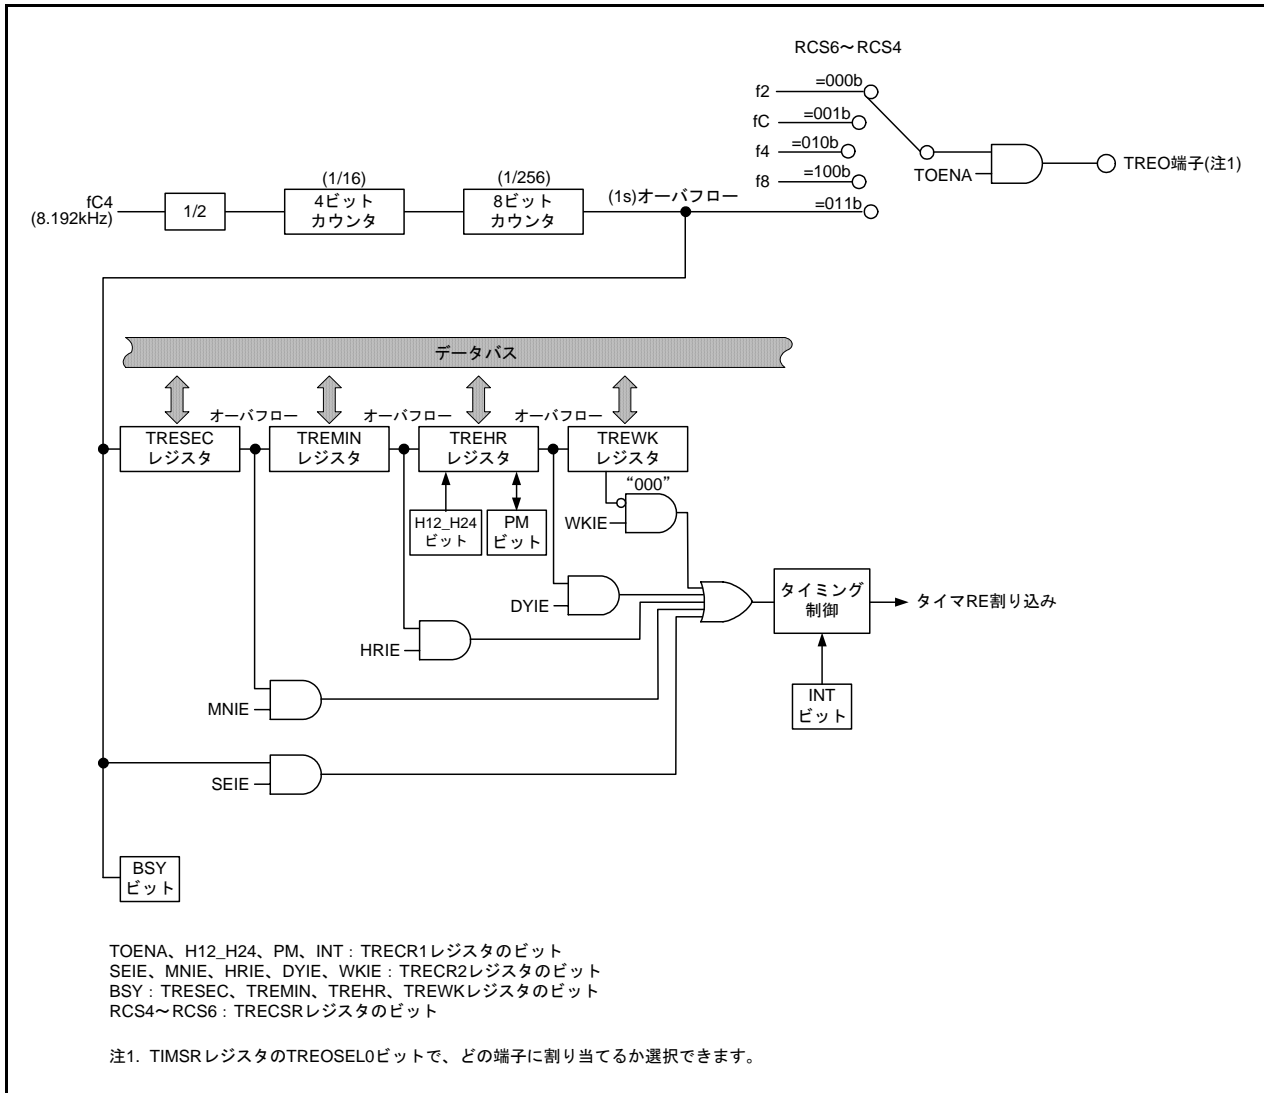 RCS6～RCS4
f2 =000b
fC =001b
f4 =010b
f8 =100b
=011b
TOENA
TREO端子(注1)
fC4
(8.192kHz)
1/2
(1/16)
4ビット
カウンタ
(1/256)
8ビット
カウンタ
(1s)オーバフロー
データバス
オーバフロー
オーバフロー
オーバフロー
TRESEC
レジスタ
TREMIN
レジスタ
TREHR
レジスタ
TREWK
レジスタ
H12_H24
ビット
PM
ビット
“000”
WKIE
DYIE
HRIE
MNIE
SEIE
タイミング
制御
タイマRE割り込み
INT
ビット
BSY
ビット
TOENA、H12_H24、PM、INT : TRECR1レジスタのビット
SEIE、MNIE、HRIE、DYIE、WKIE : TRECR2レジスタのビット
BSY : TRESEC、TREMIN、TREHR、TREWKレジスタのビット
RCS4～RCS6 : TRECSRレジスタのビット
注1. TIMSRレジスタのTREOSEL0ビットで、どの端子に割り当てるか選択できます。